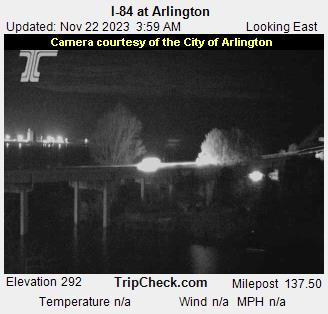 I-84 at Arlington
Updated: Nov 22 2023 3:59 AM Looking East
Camera courtesy of the City of Arlington
Elevation 292 TripCheck.com Milepost 137.50
Temperature n/a Wind n/a MPH n/a